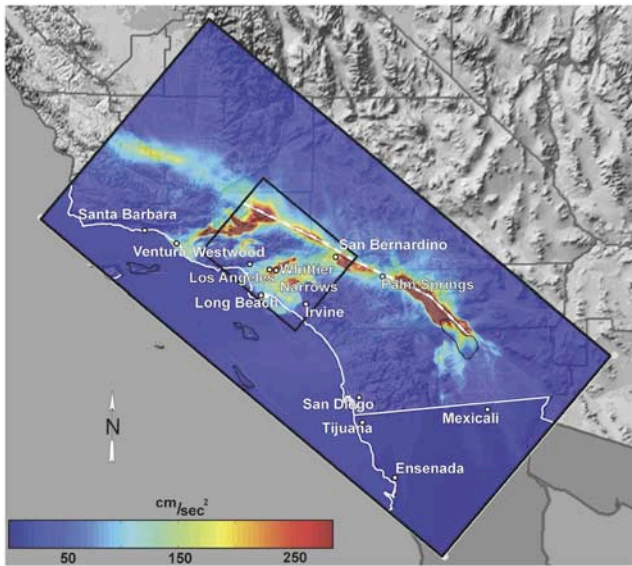 Santa Barbara
Ventura
Westwood
San Bernardino
Los Angeles
Whittier
Narrows
Palm Springs
Long Beach
Irvine
San Diego
Tijuana
Mexicali
Ensenada
N
cm/sec²
50
150
250